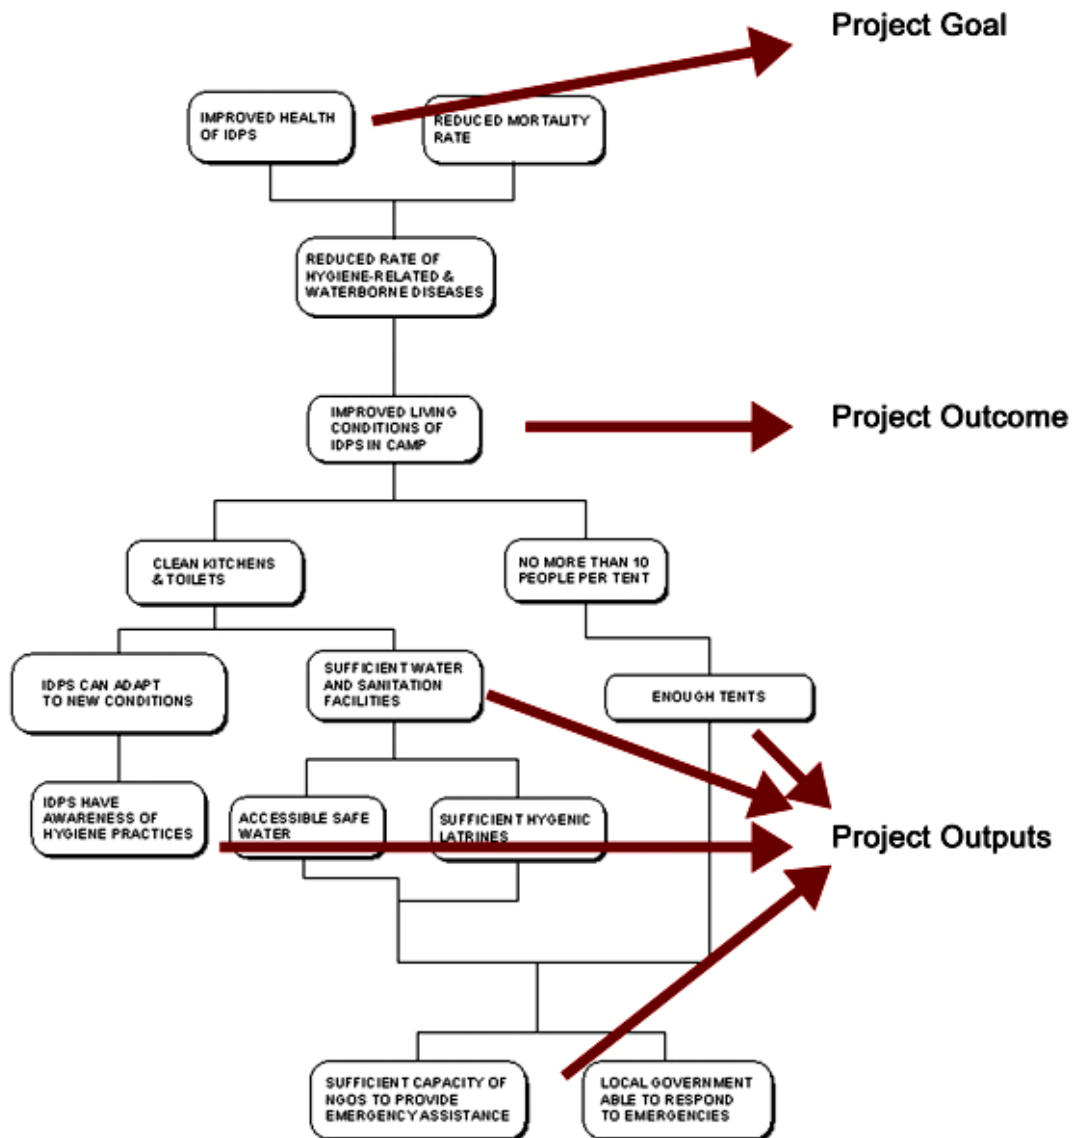 Project Goal
IMPROVED HEALTH
OF IDPS
REDUCED MORTALITY
RATE
REDUCED RATE OF
HYGIENE-RELATED &
WATERBORNE DISEASES
IMPROVED LIVING
CONDITIONS OF
IDPS IN CAMP
Project Outcome
CLEAN KITCHENS
& TOILETS
NO MORE THAN 10
PEOPLE PER TENT
IDPS CAN ADAPT
TO NEW CONDITIONS
SUFFICIENT WATER
AND SANITATION
FACILITIES
ENOUGH TENTS
IDPS HAVE
AWARENESS OF
HYGIENE PRACTICES
ACCESSIBLE SAFE
WATER
SUFFICIENT HYGENIC
LATRINES
Project Outputs
SUFFICIENT CAPACITY OF
NGOS TO PROVIDE
EMERGENCY ASSISTANCE
LOCAL GOVERNMENT
ABLE TO RESPOND
TO EMERGENCIES